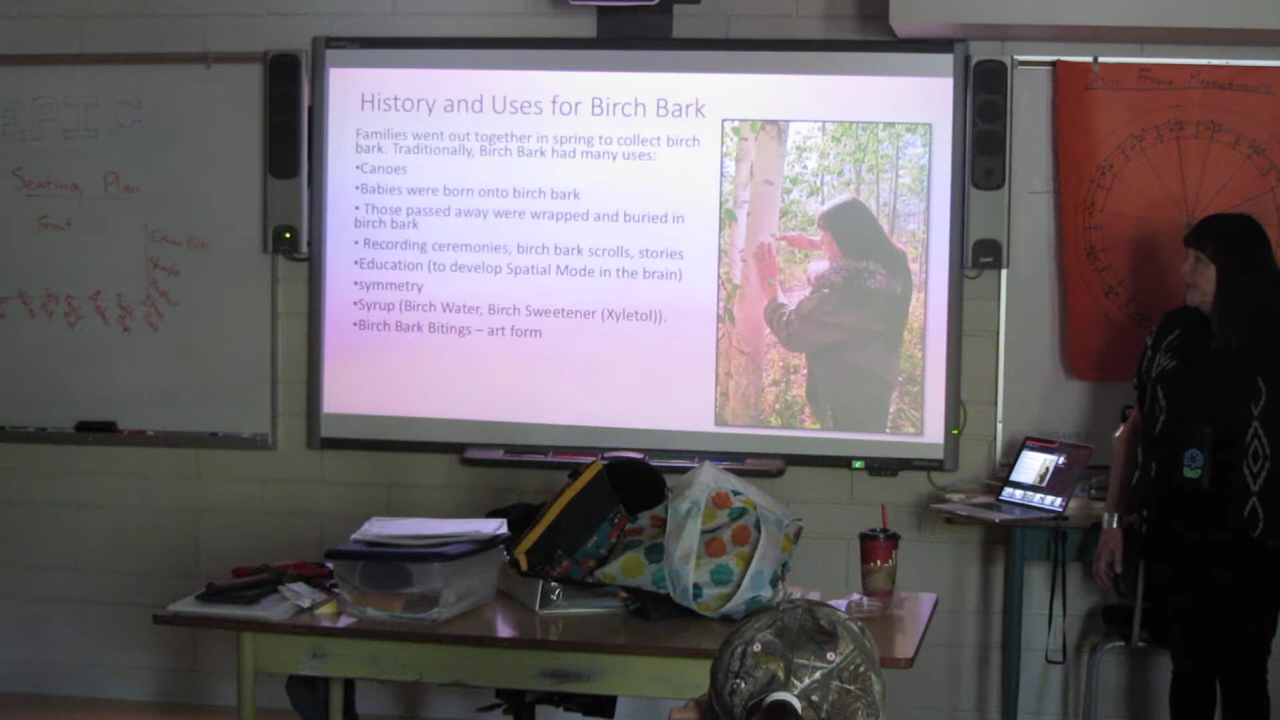 EPIC
Seating Plan
Front
History and Uses for Birch Bark
Families went out together in spring to collect birch
bark. Traditionally, Birch Bark had many uses:
•Canoes
•Babies were born onto birch bark
• Those passed away were wrapped and buried in
birch bark
• Recording ceremonies, birch bark scrolls, stories
•Education (to develop Spatial Mode in the brain)
•symmetry
•Syrup (Birch Water, Birch Sweetener (Xyletol)).
•Birch Bark Bitings – art form